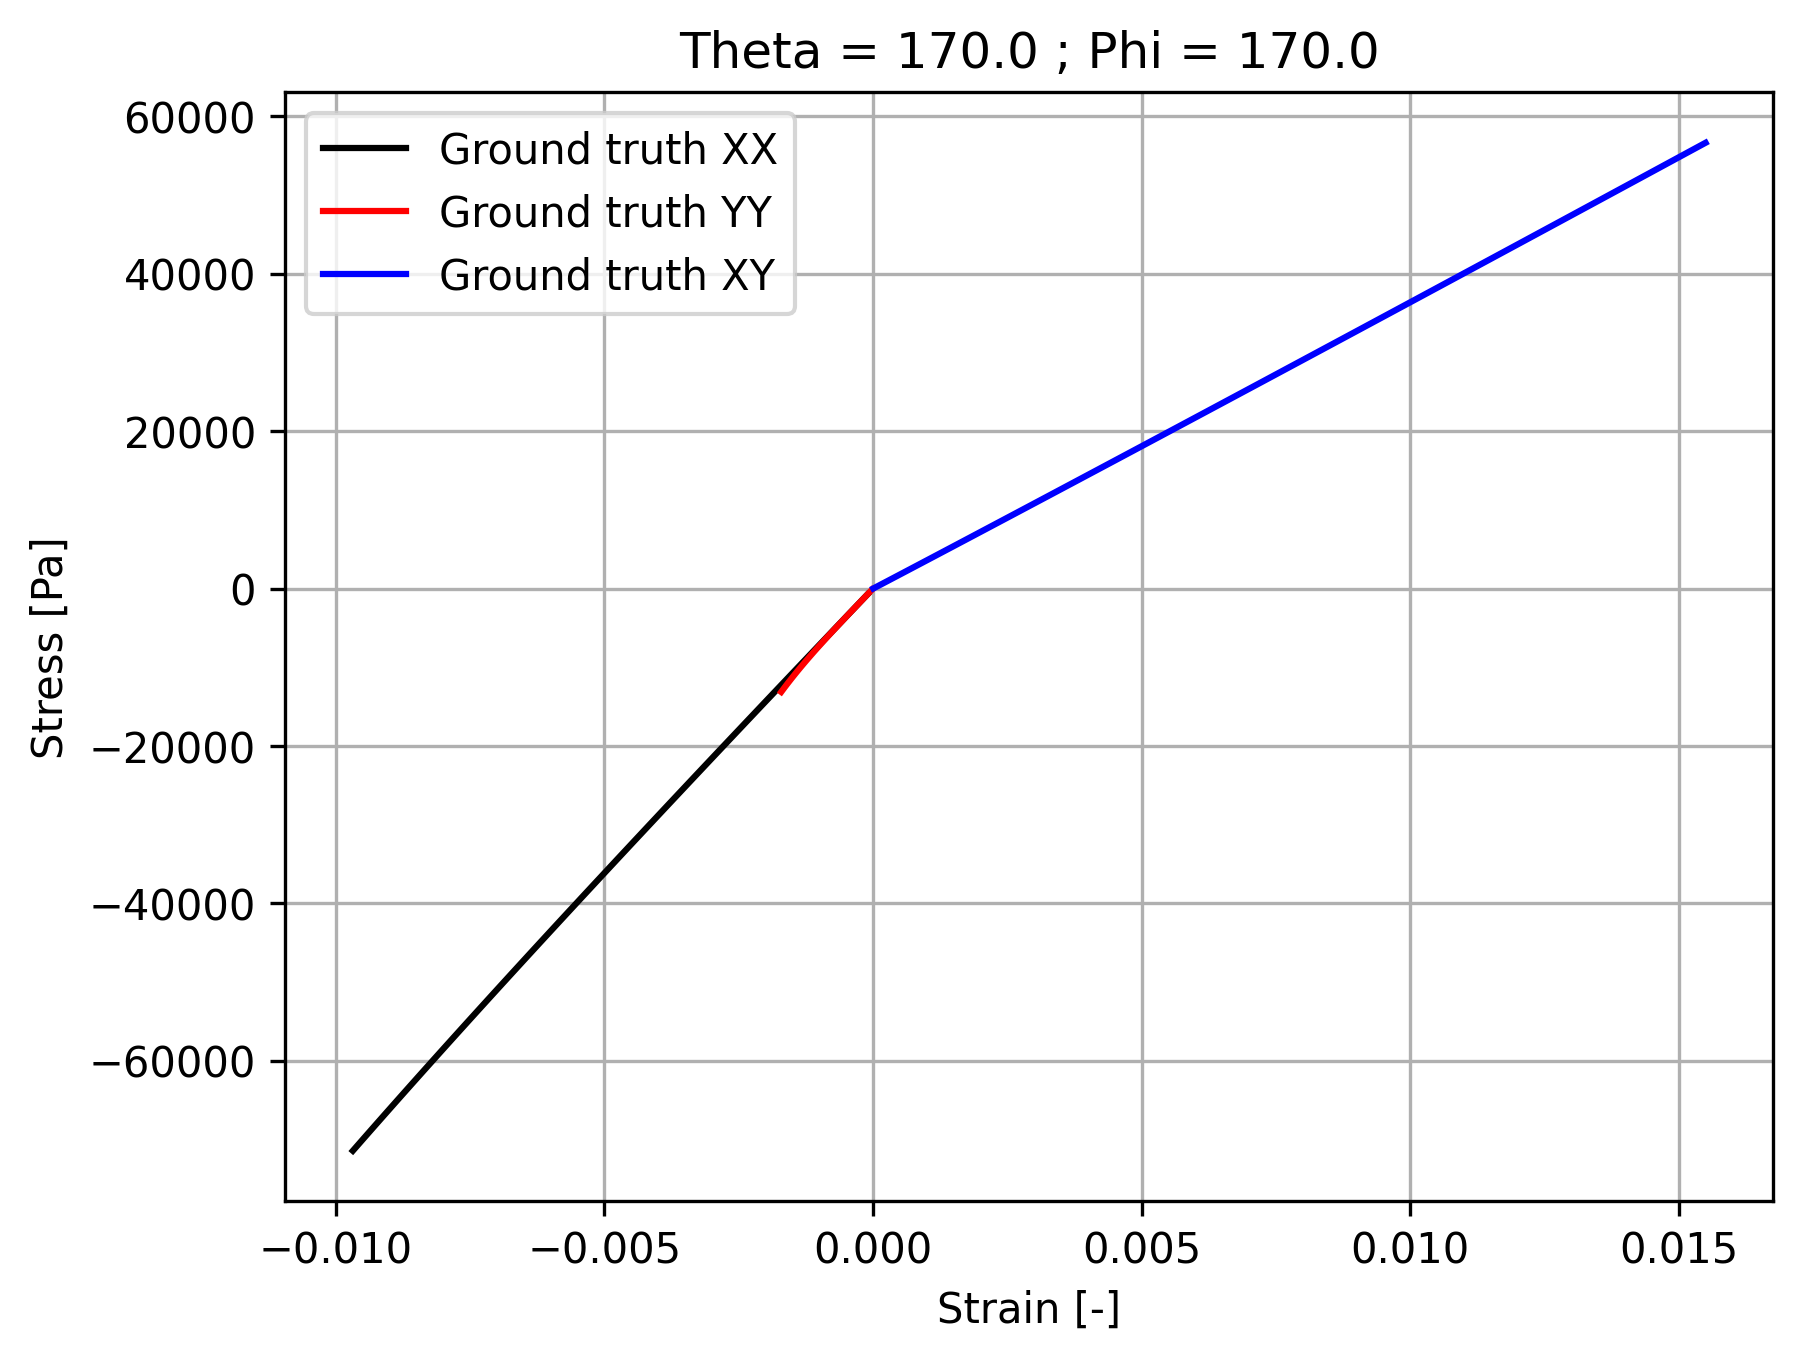 Theta = 170.0 ; Phi = 170.0
Ground truth XX
Ground truth YY
Ground truth XY
60000
40000
20000
0
−20000
−40000
−60000
Stress [Pa]
−0.010
−0.005
0.000
0.005
0.010
0.015
Strain [-]